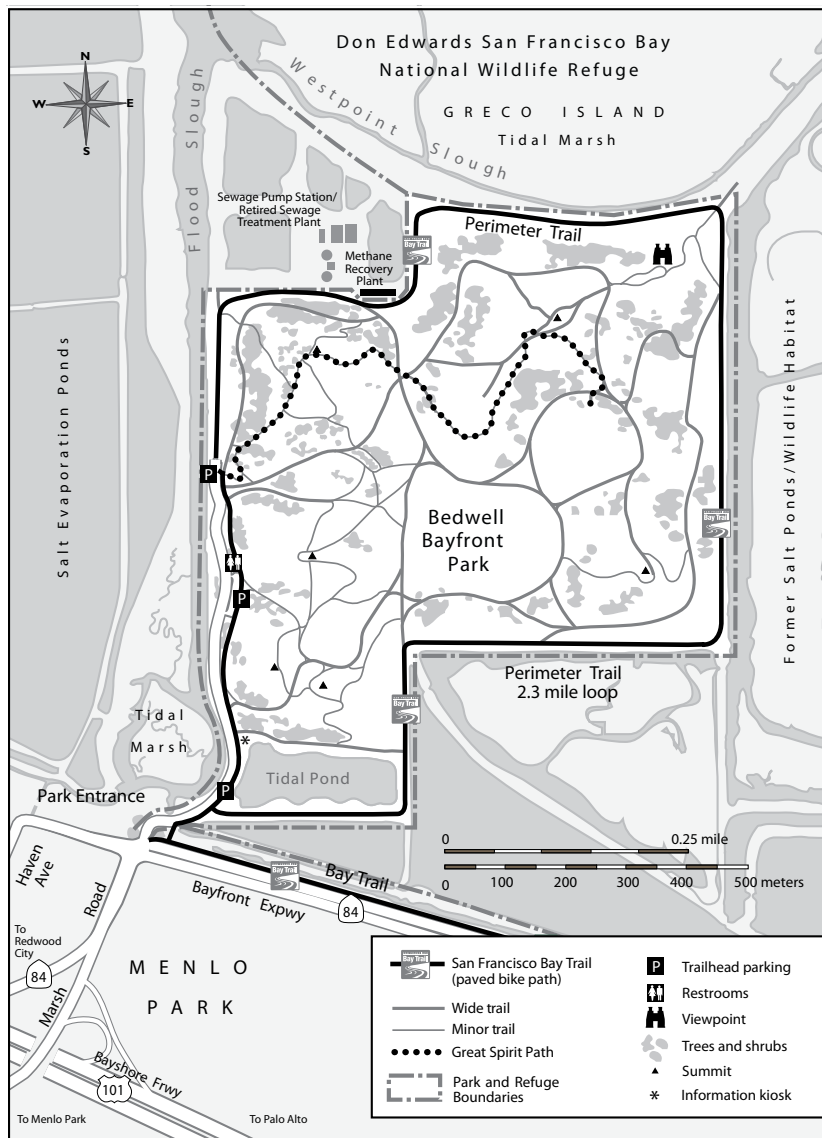 Don Edwards San Francisco Bay
National Wildlife Refuge
GRECO ISLAND
Tidal Marsh
Westpoint Slough
Flood Slough
N
W
E
S
Sewage Pump Station/
Retired Sewage
Treatment Plant
Methane
Recovery
Plant
Bay Trail
Perimeter Trail
Salt Evaporation Ponds
Former Salt Ponds/Wildlife Habitat
P
Bedwell
Bayfront
Park
Bay Trail
P
Perimeter Trail
2.3 mile loop
Bay Trail
Tidal
Marsh
*
Tidal Pond
P
Park Entrance
Haven
Ave
Road
Marsh
Bay Trail
Bay Trail
Bayfront Expwy
84
0
0.25 mile
0
100
200
300
400
500 meters
To
Redwood
City
84
MENLO
PARK
Bayshore Frwy
101
To Menlo Park
To Palo Alto
Bay Trail
San Francisco Bay Trail
(paved bike path)
Wide trail
Minor trail
Great Spirit Path
Park and Refuge
Boundaries
P
Trailhead parking
Restrooms
Viewpoint
Trees and shrubs
Summit
*
Information kiosk